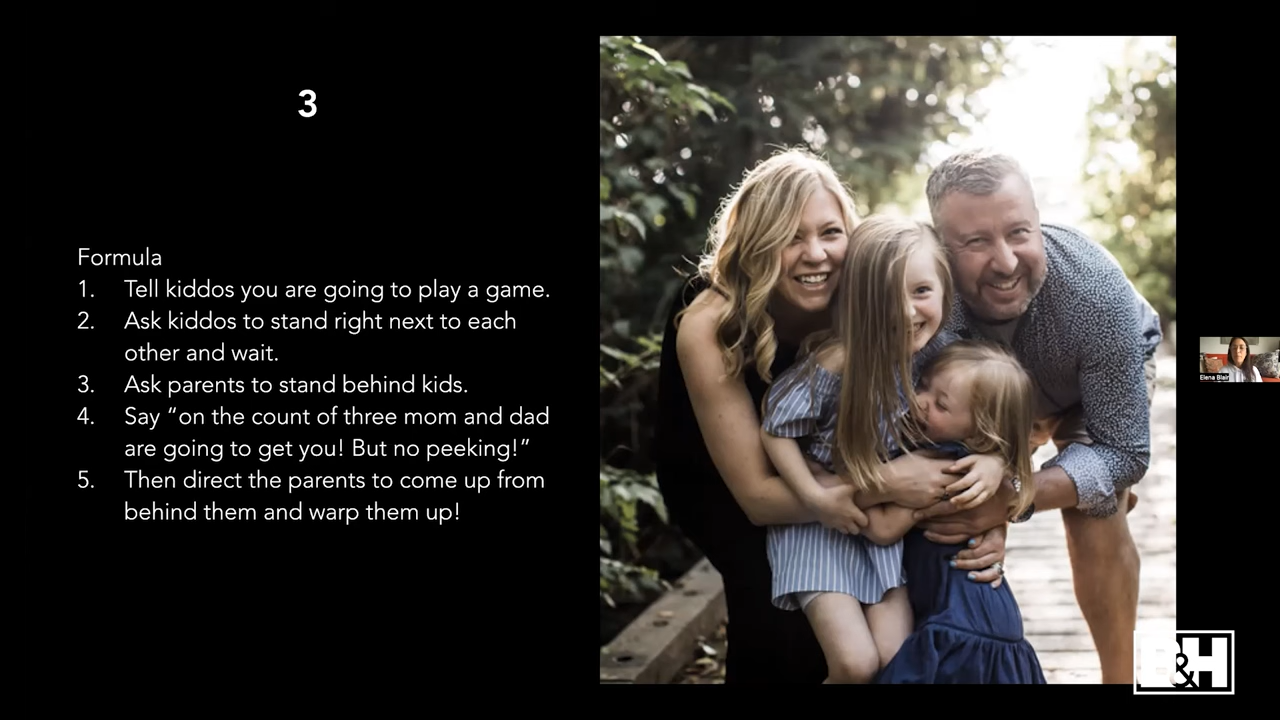 3
Formula
1. Tell kiddos you are going to play a game.
2. Ask kiddos to stand right next to each
other and wait.
3. Ask parents to stand behind kids.
4. Say “on the count of three mom and dad
are going to get you! But no peeking!”
5. Then direct the parents to come up from
behind them and warp them up!
Elena Blair
B&H